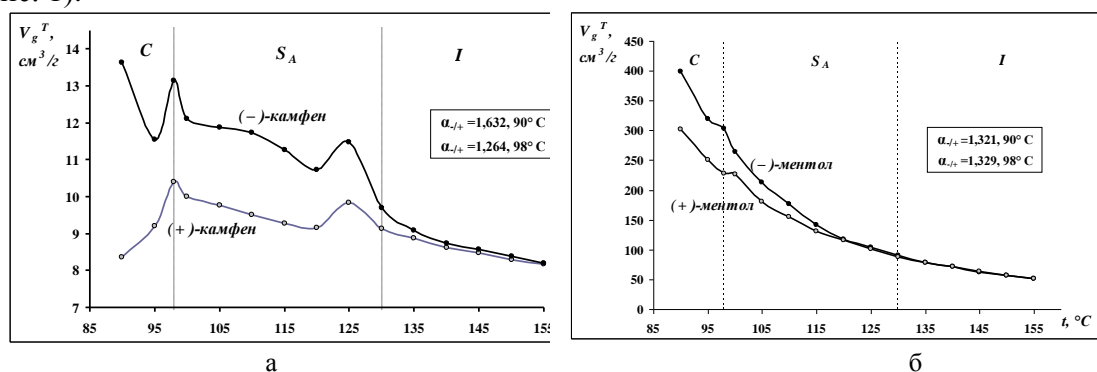 ис. 1).
V_g^T,
см³/г
14
13
12
11
10
9
8
7
85 95 105 115 125 135 145 155
C
S_A
I
(−)-камфен
(+)-камфен
α-/+ =1,632, 90° C
α-/+ =1,264, 98° C
а
V_g^T,
см³/г
450
400
350
300
250
200
150
100
50
0
85 95 105 115 125 135 145 155 t, °C
C
S_A
I
(−)-ментол
(+)-ментол
α-/+ =1,321, 90° C
α-/+ =1,329, 98° C
б